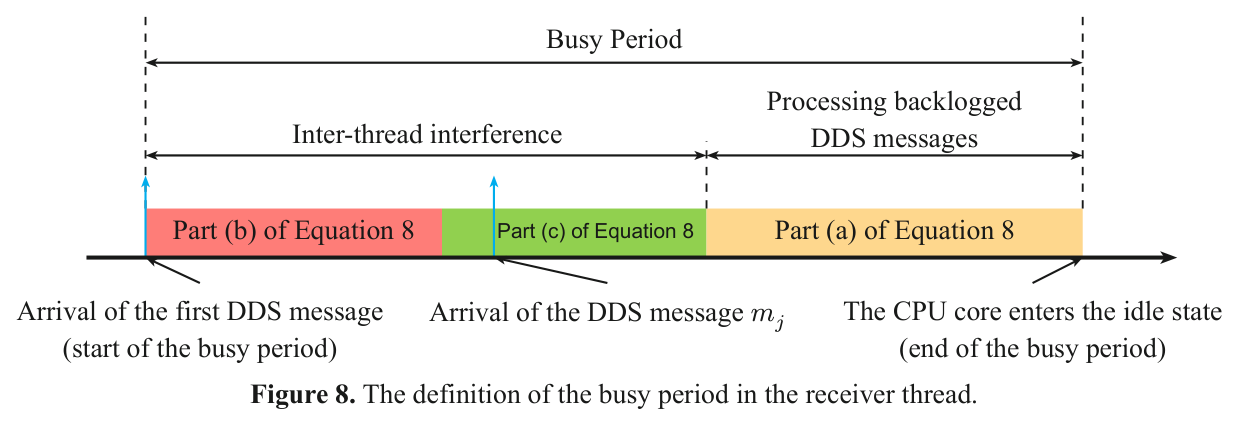 Busy Period
Processing backlogged
DDS messages
Inter-thread interference
Part (b) of Equation 8
Part (c) of Equation 8
Part (a) of Equation 8
Arrival of the first DDS message
(start of the busy period)
Arrival of the DDS message m_j
The CPU core enters the idle state
(end of the busy period)
Figure 8. The definition of the busy period in the receiver thread.